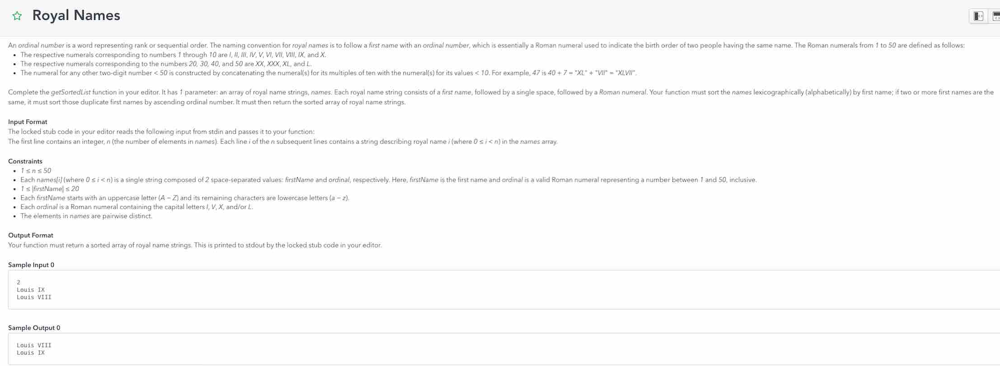 Royal Names
An ordinal number is a word representing rank or sequential order. The naming convention for royal names is to follow a first name with an ordinal number, which is essentially a Roman numeral used to indicate the birth order of two people having the same name. The Roman numerals from 1 to 50 are defined as follows:
• The respective numerals corresponding to numbers 1 through 10 are I, II, III, IV, V, VI, VII, VIII, IX, and X.
• The respective numerals corresponding to the numbers 20, 30, 40, and 50 are XX, XXX, XL, and L.
• The numeral for any other two-digit number < 50 is constructed by concatenating the numeral(s) for its multiples of ten with the numeral(s) for its values < 10. For example, 47 is 40 + 7 = "XL" + "VII" = "XLVII".
Complete the getSortedList function in your editor. It has 1 parameter: an array of royal name strings, names. Each royal name string consists of a first name, followed by a single space, followed by a Roman numeral. Your function must sort the names lexicographically (alphabetically) by first name; if two or more first names are the
same, it must sort those duplicate first names by ascending ordinal number. It must then return the sorted array of royal name strings.
Input Format
The locked stub code in your editor reads the following input from stdin and passes it to your function:
The first line contains an integer, n (the number of elements in names). Each line i of the n subsequent lines contains a string describing royal name i (where 0 ≤ i < n) in the names array.
Constraints
• 1 ≤ n ≤ 50
• Each names[i] (where 0 ≤ i < n) is a single string composed of 2 space-separated values: firstName and ordinal, respectively. Here, firstName is the first name and ordinal is a valid Roman numeral representing a number between 1 and 50, inclusive.
• 1 ≤ |firstName| ≤ 20
• Each firstName starts with an uppercase letter (A − Z) and its remaining characters are lowercase letters (a − z).
• Each ordinal is a Roman numeral containing the capital letters I, V, X, and/or L.
• The elements in names are pairwise distinct.
Output Format
Your function must return a sorted array of royal name strings. This is printed to stdout by the locked stub code in your editor.
Sample Input 0
2
Louis IX
Louis VIII
Sample Output 0
Louis VIII
Louis IX